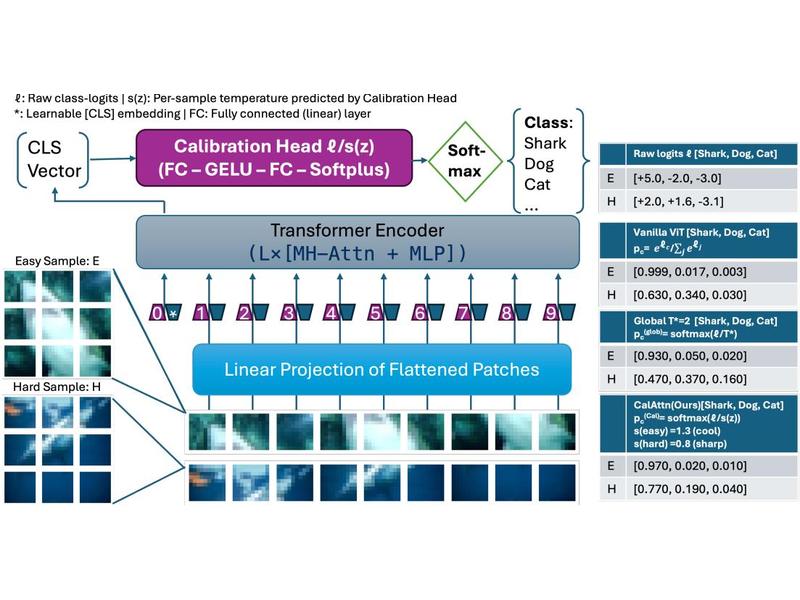 ℓ: Raw class-logits | s(z): Per-sample temperature predicted by Calibration Head
*: Learnable [CLS] embedding | FC: Fully connected (linear) layer
CLS
Vector
Calibration Head ℓ/s(z)
(FC – GELU – FC – Softplus)
Soft-
max
Class:
Shark
Dog
Cat
...
Transformer Encoder
(L×[MH–Attn + MLP])
Easy Sample: E
0 * 1 2 3 4 5 6 7 8 9
Linear Projection of Flattened Patches
Hard Sample: H
Raw logits ℓ [Shark, Dog, Cat]
E [+5.0, -2.0, -3.0]
H [+2.0, +1.6, -3.1]
Vanilla ViT [Shark, Dog, Cat]
p_c= e^ℓc/∑_j e^ℓj
E [0.999, 0.017, 0.003]
H [0.630, 0.340, 0.030]
Global T*=2 [Shark, Dog, Cat]
p_c^(glob)= softmax(ℓ/T*)
E [0.930, 0.050, 0.020]
H [0.470, 0.370, 0.160]
CalAttn(Ours)[Shark, Dog, Cat]
p_c^(Cal)= softmax(ℓ/s(z))
s(easy) =1.3 (cool)
s(hard) =0.8 (sharp)
E [0.970, 0.020, 0.010]
H [0.770, 0.190, 0.040]